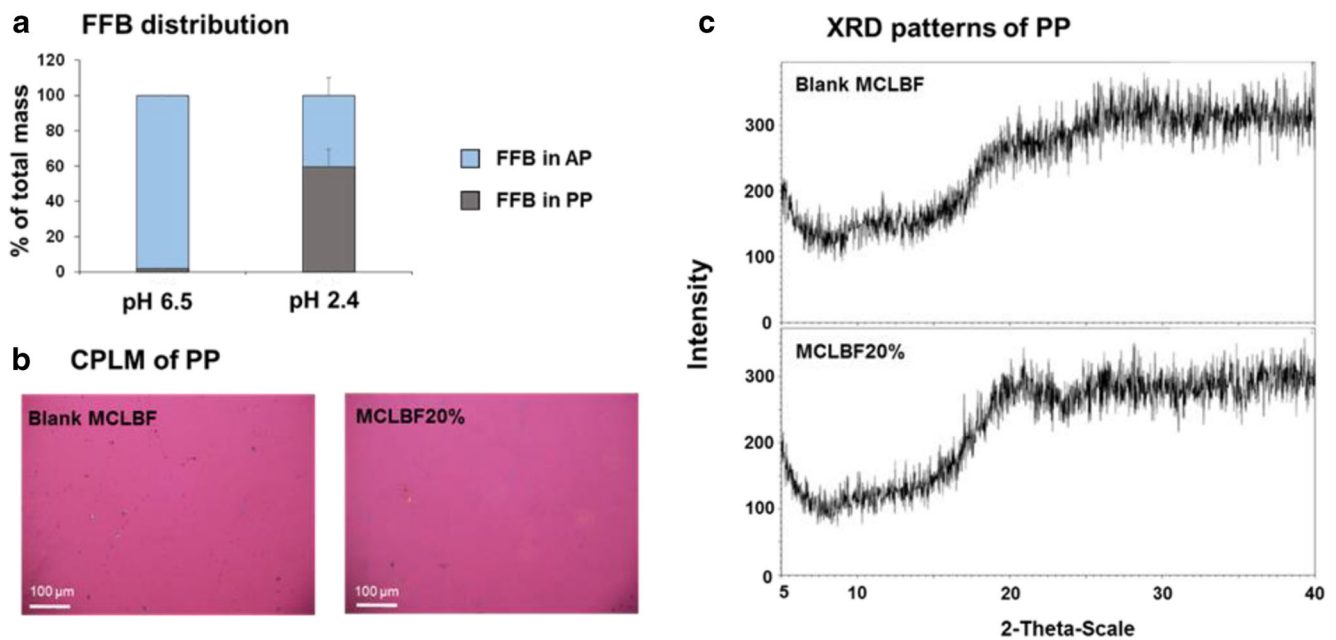 a FFB distribution
% of total mass
120
100
80
60
40
20
0
pH 6.5 pH 2.4
FFB in AP
FFB in PP
b CPLM of PP
Blank MCLBF
100 µm
MCLBF20%
100 µm
c XRD patterns of PP
Intensity
Blank MCLBF
300
200
100
0
MCLBF20%
300
200
100
0
5 10 20 30 40
2-Theta-Scale